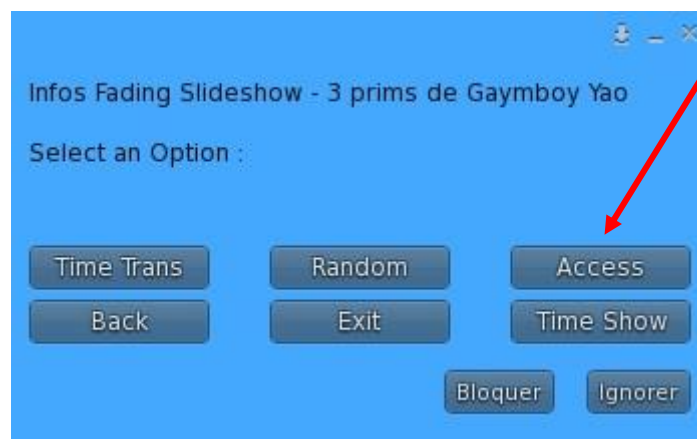 Infos Fading Slideshow - 3 prims de Gaymboy Yao
Select an Option :
Time Trans Random Access
Back Exit Time Show
Bloquer Ignorer